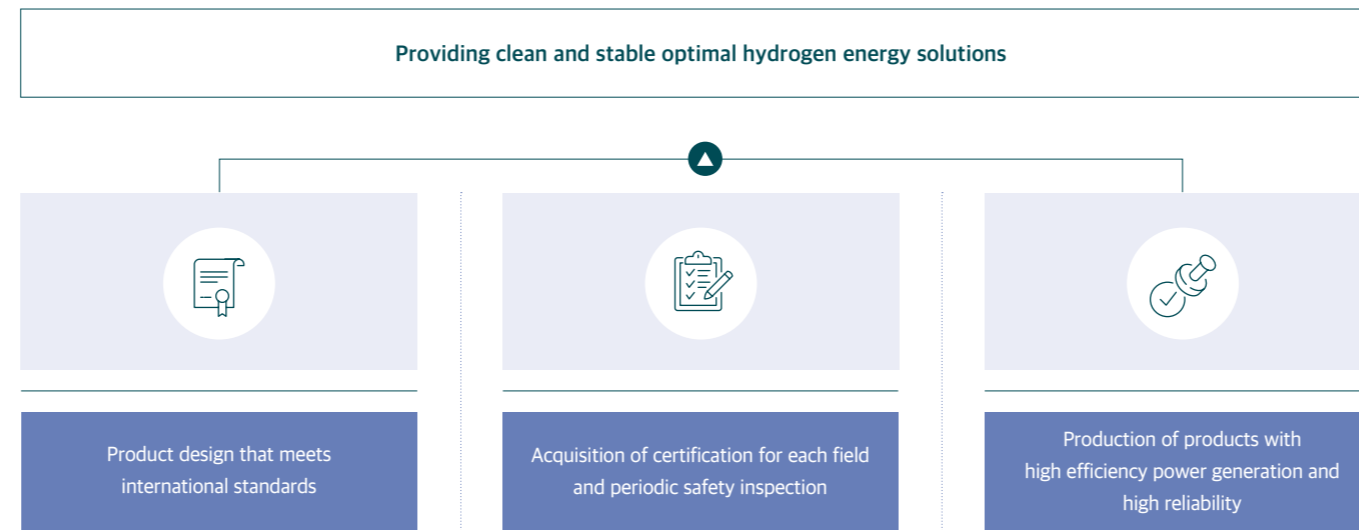 Providing clean and stable optimal hydrogen energy solutions
Product design that meets
international standards
Acquisition of certification for each field
and periodic safety inspection
Production of products with
high efficiency power generation and
high reliability